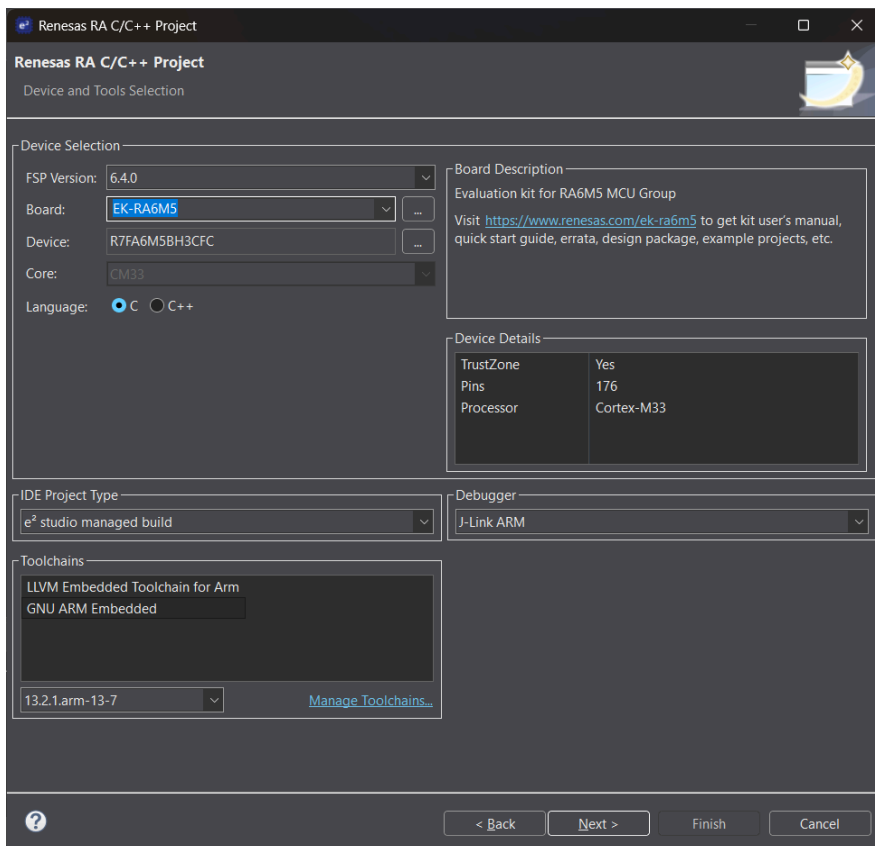 e² Renesas RA C/C++ Project
Renesas RA C/C++ Project
Device and Tools Selection
Device Selection
FSP Version: 6.4.0
Board: EK-RA6M5 ...
Device: R7FA6M5BH3CFC ...
Core: CM33
Language: C C++
Board Description
Evaluation kit for RA6M5 MCU Group
Visit https://www.renesas.com/ek-ra6m5 to get kit user's manual,
quick start guide, errata, design package, example projects, etc.
Device Details
TrustZone Yes
Pins 176
Processor Cortex-M33
IDE Project Type
e² studio managed build
Debugger
J-Link ARM
Toolchains
LLVM Embedded Toolchain for Arm
GNU ARM Embedded
13.2.1.arm-13-7 Manage Toolchains...
? < Back Next > Finish Cancel